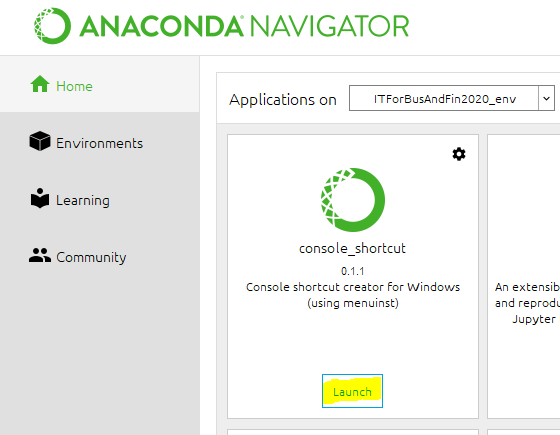 ANACONDA NAVIGATOR
Home
Applications on
ITForBusAndFin2020_env
Environments
Learning
Community
console_shortcut
0.1.1
Console shortcut creator for Windows
(using menuinst)
Launch
An extensib
and reprodu
Jupyter